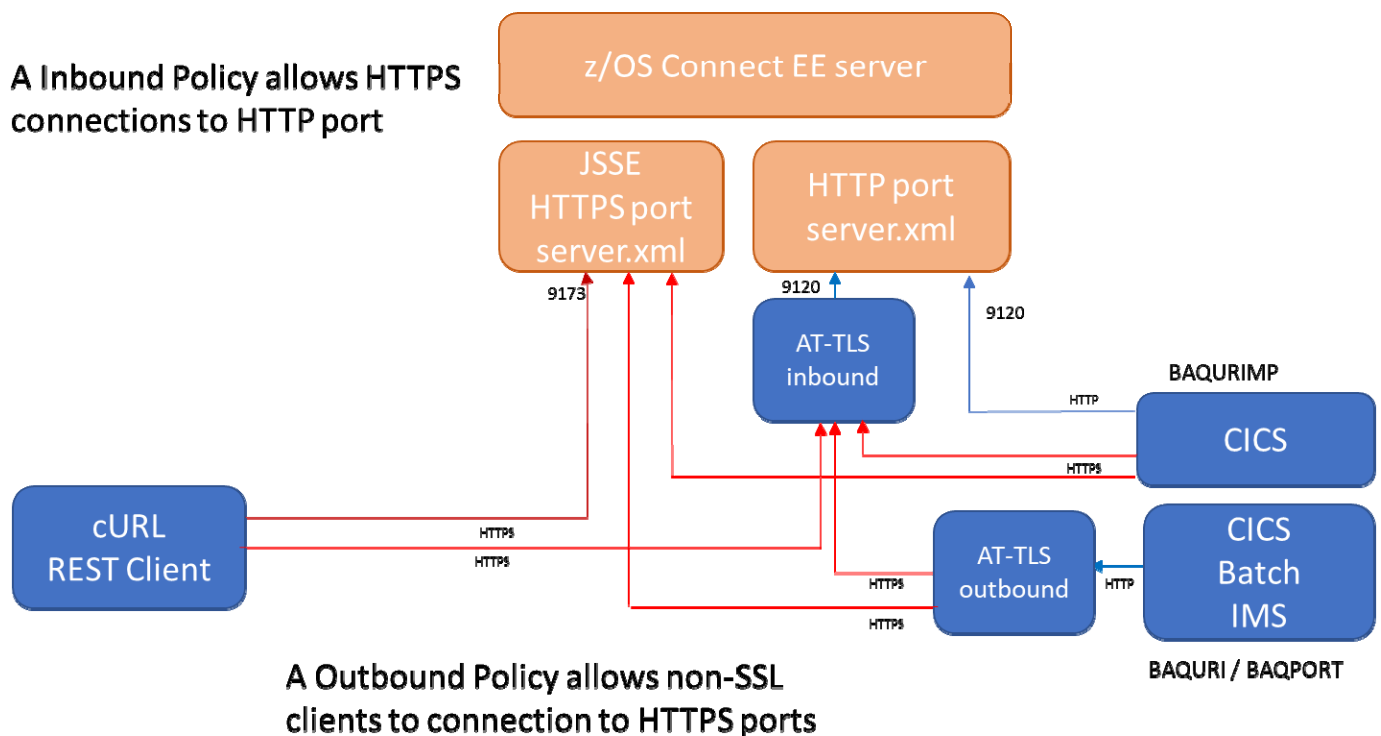 z/OS Connect EE server
A Inbound Policy allows HTTPS
connections to HTTP port
JSSE
HTTPS port
server.xml
HTTP port
server.xml
9173
9120
9120
AT-TLS
inbound
BAQURIMP
HTTP
CICS
HTTPS
cURL
REST Client
HTTPS
HTTPS
AT-TLS
outbound
HTTPS
HTTPS
HTTP
CICS
Batch
IMS
BAQURI / BAQPORT
A Outbound Policy allows non-SSL
clients to connection to HTTPS ports